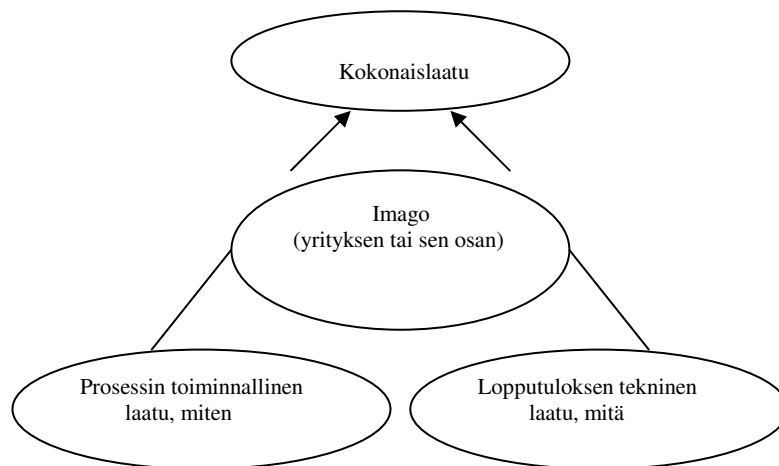 Kokonaislaatu
Imago
(yrityksen tai sen osan)
Prosessin toiminnallinen
laatu, miten
Lopputuloksen tekninen
laatu, mitä